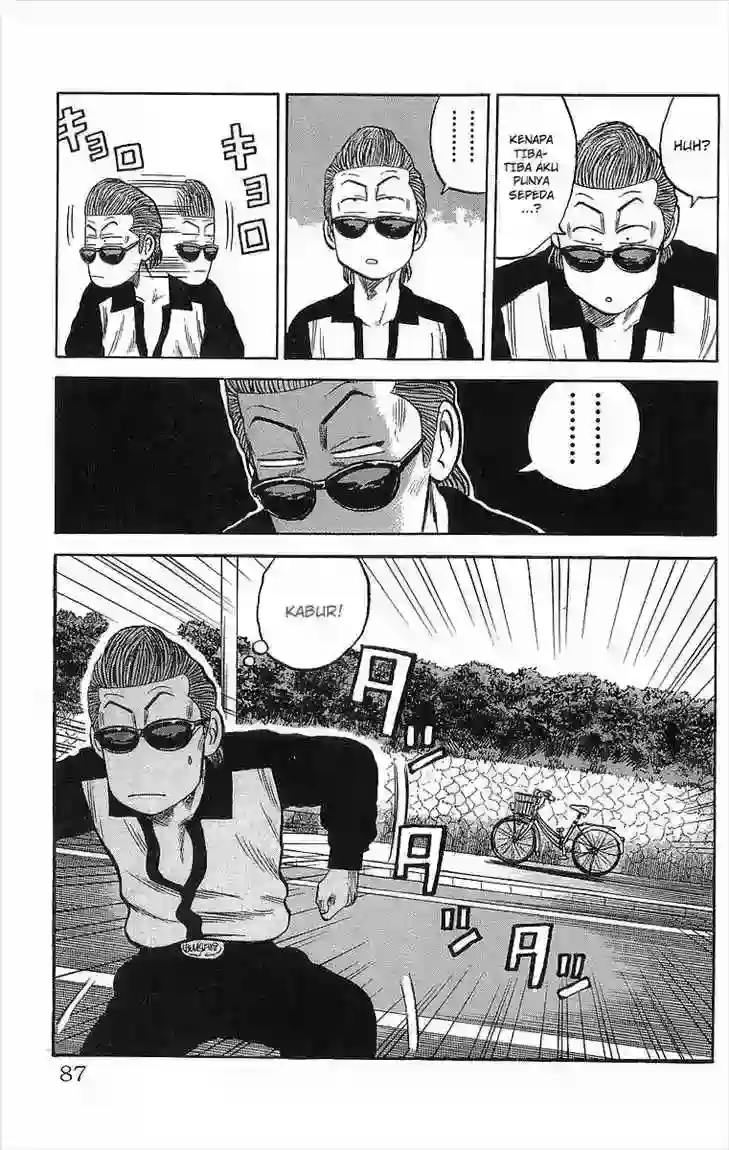 HUH?
KENAPA
TIBA-
TIBA AKU
PUNYA
SEPEDA
...?
キョロ
キョロ
KABUR!
ダッ
ダッ
ダッ
87